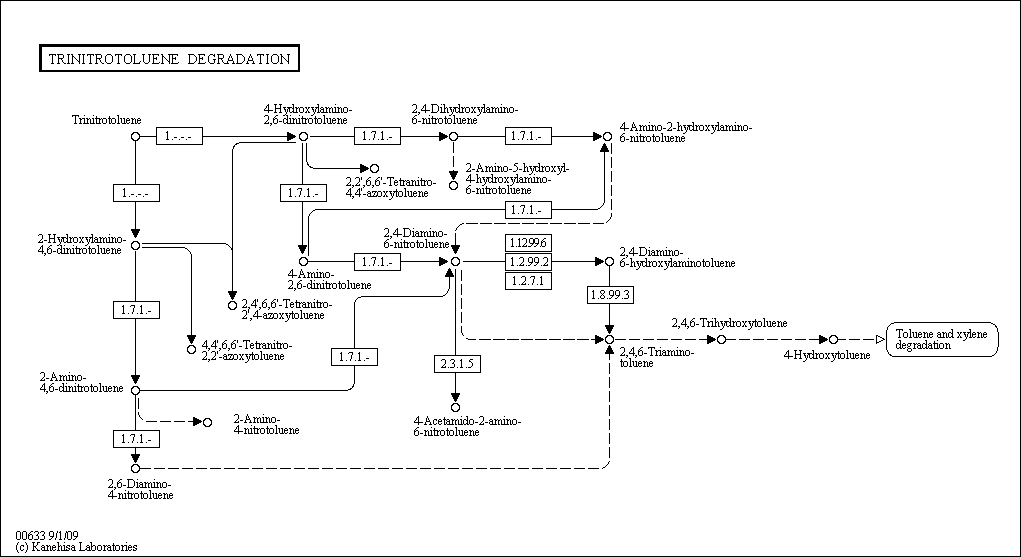 TRINITROTOLUENE DEGRADATION
Trinitrotoluene
1.-.-.-
4-Hydroxylamino-
2,6-dinitrotoluene
1.7.1.-
2,4-Dihydroxylamino-
6-nitrotoluene
1.7.1.-
4-Amino-2-hydroxylamino-
6-nitrotoluene
2,2',6,6'-Tetranitro-
4,4'-azoxytoluene
2-Amino-5-hydroxyl-
4-hydroxylamino-
6-nitrotoluene
1.-.-.-
1.7.1.-
1.7.1.-
2-Hydroxylamino-
4,6-dinitrotoluene
2,4-Diamino-
6-nitrotoluene
4-Amino-
2,6-dinitrotoluene
1.7.1.-
1.12.99.6
1.2.99.2
1.2.7.1
2,4-Diamino-
6-hydroxylaminotoluene
1.8.99.3
1.7.1.-
2,4',6,6'-Tetranitro-
2',4-azoxytoluene
4,4',6,6'-Tetranitro-
2,2'-azoxytoluene
1.7.1.-
2.3.1.5
2,4,6-Triamino-
toluene
2,4,6-Trihydroxytoluene
4-Hydroxytoluene
Toluene and xylene
degradation
2-Amino-
4,6-dinitrotoluene
2-Amino-
4-nitrotoluene
4-Acetamido-2-amino-
6-nitrotoluene
1.7.1.-
2,6-Diamino-
4-nitrotoluene
00633 9/1/09
(c) Kanehisa Laboratories